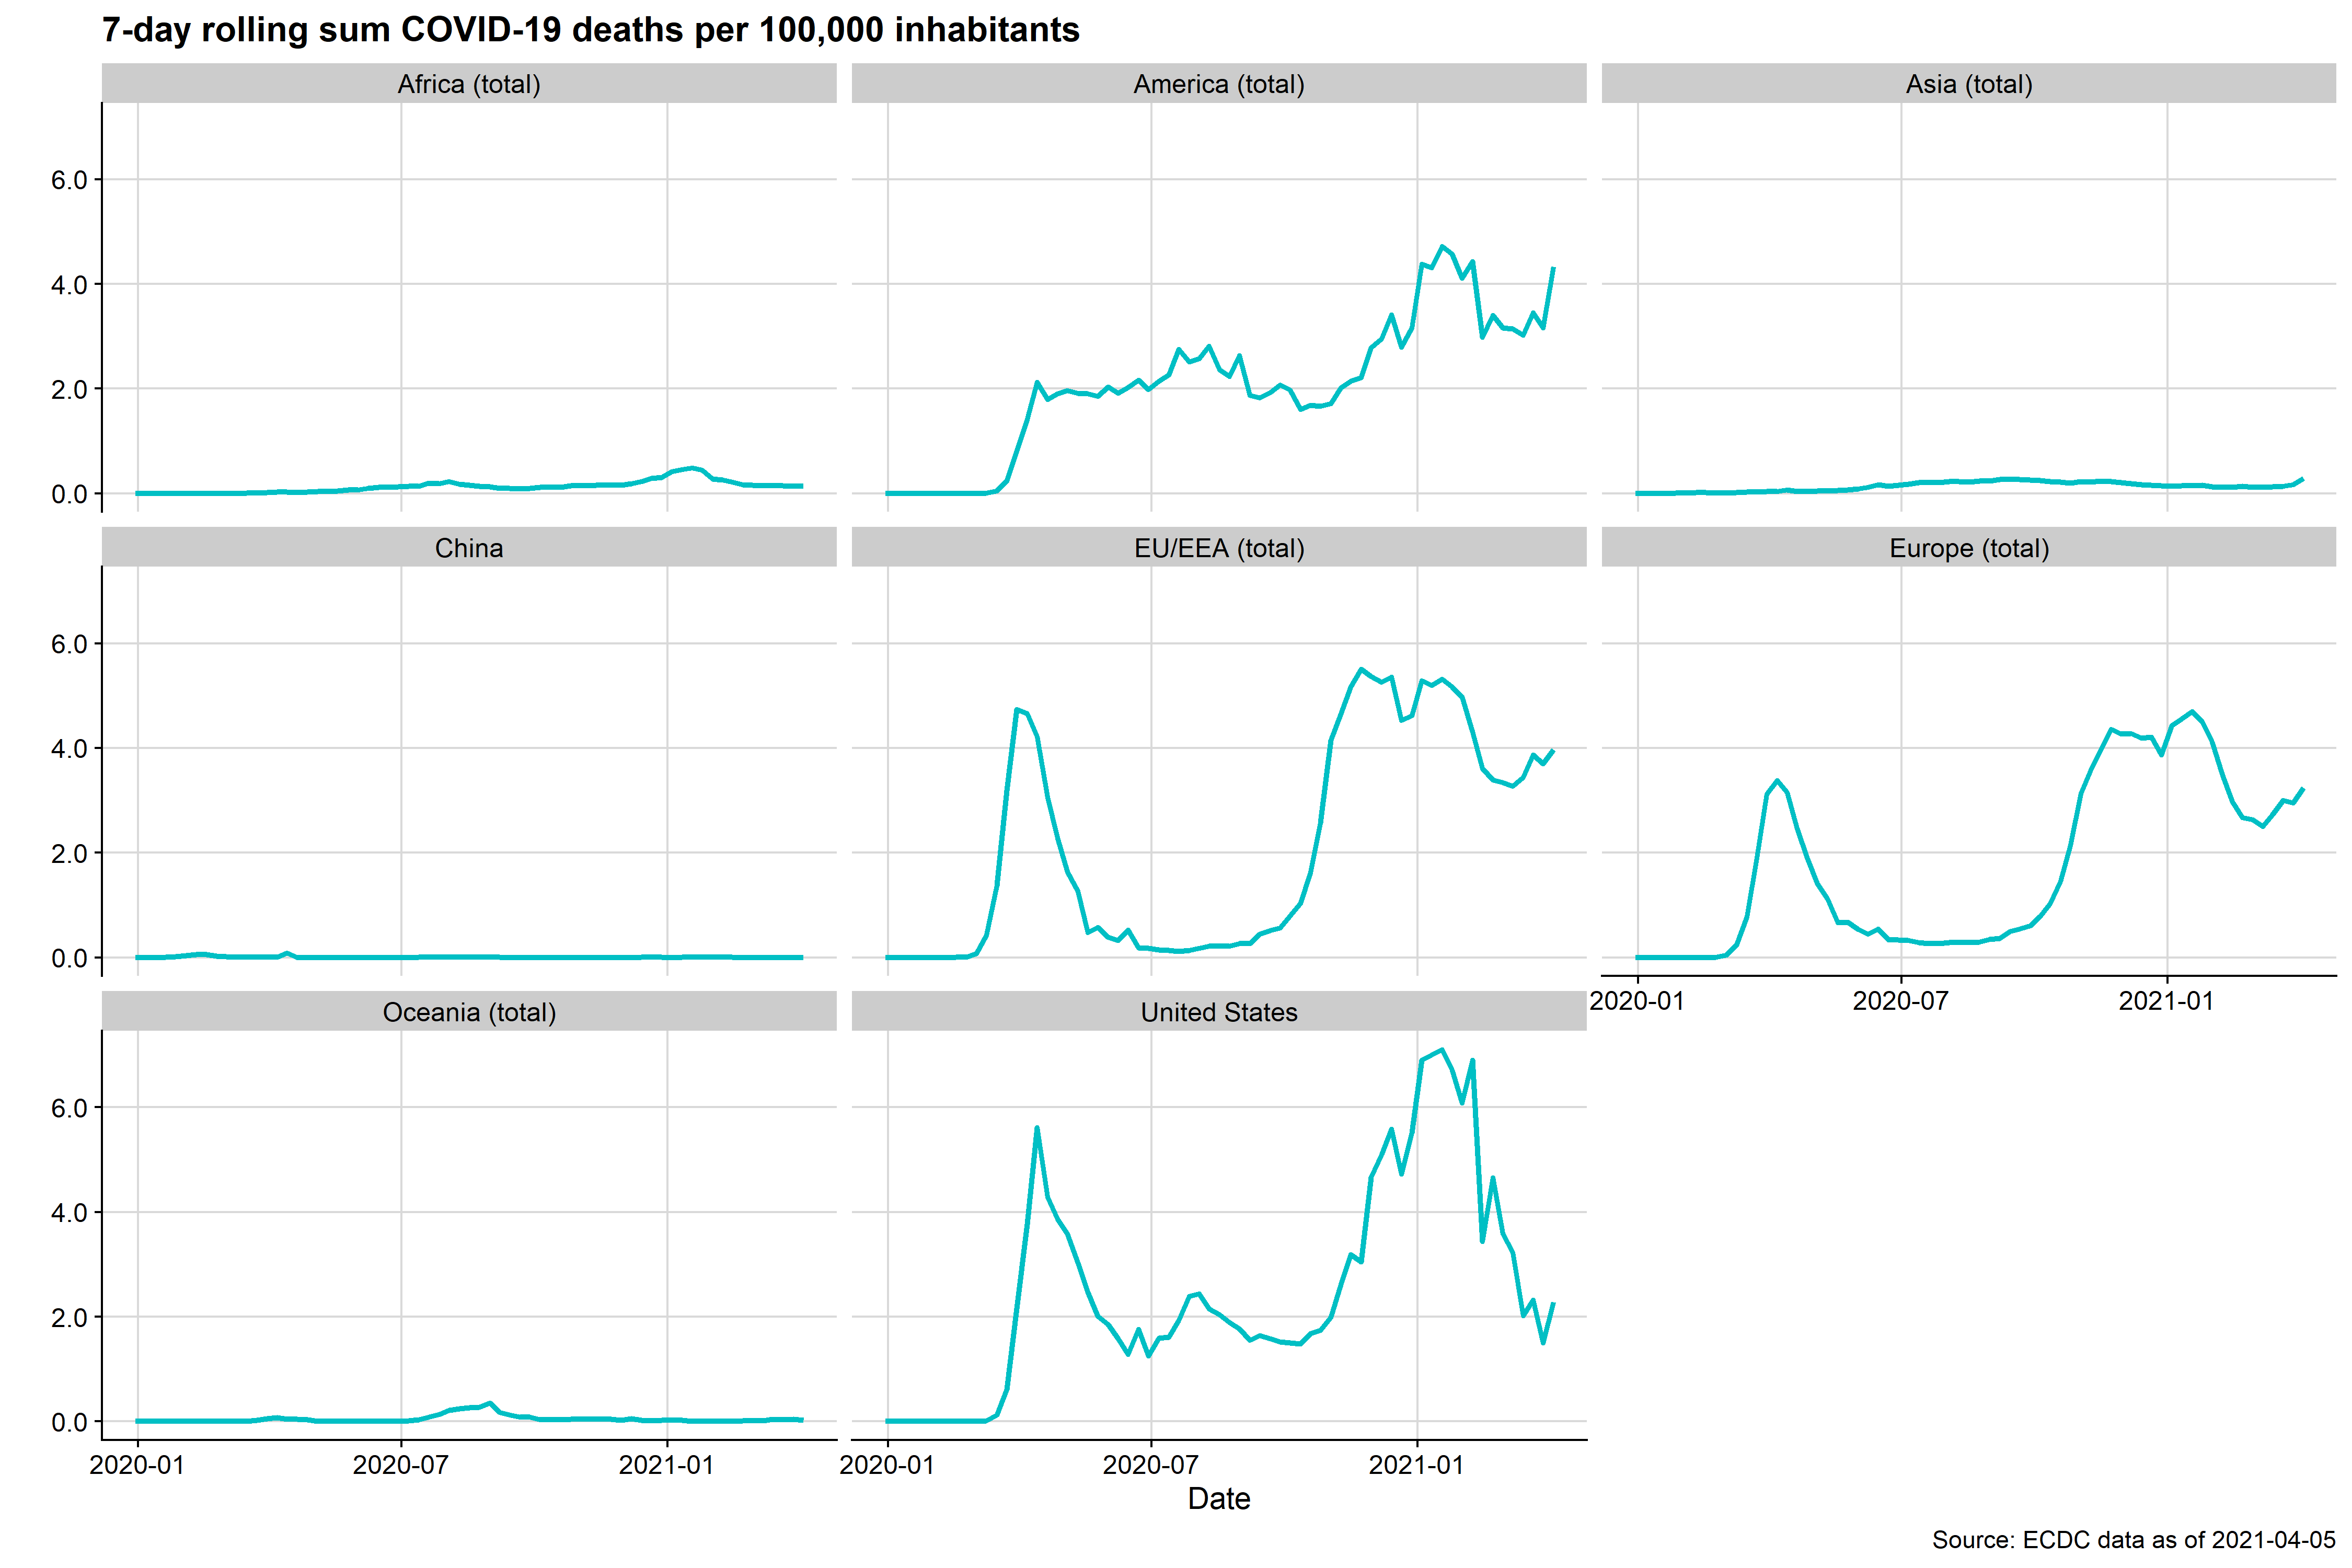 7-day rolling sum COVID-19 deaths per 100,000 inhabitants
Africa (total) America (total) Asia (total)
6.0
4.0
2.0
0.0
China EU/EEA (total) Europe (total)
6.0
4.0
2.0
0.0
2020-01 2020-07 2021-01
Oceania (total) United States
6.0
4.0
2.0
0.0
2020-01 2020-07 2021-01 2020-01 2020-07 2021-01
Date
Source: ECDC data as of 2021-04-05